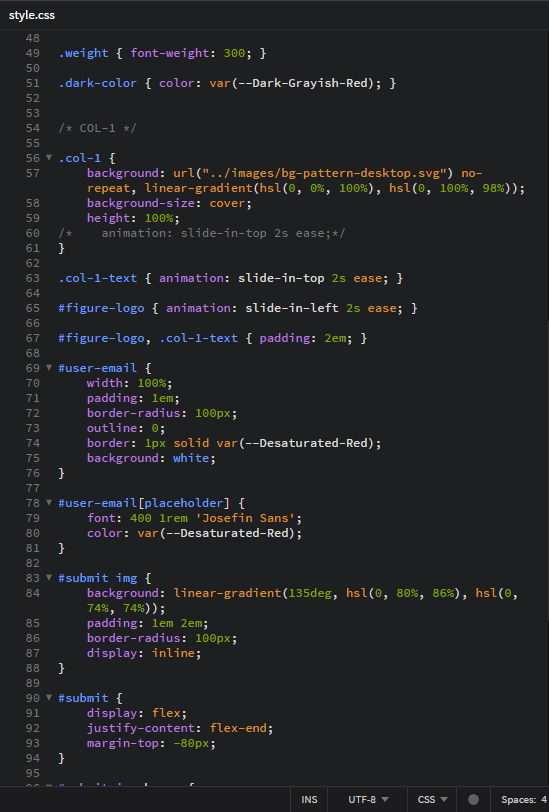 style.css
48
49 .weight { font-weight: 300; }
50
51 .dark-color { color: var(--Dark-Grayish-Red); }
52
53
54 /* COL-1 */
55
56 .col-1 {
57 background: url("../images/bg-pattern-desktop.svg") no-
repeat, linear-gradient(hsl(0, 0%, 100%), hsl(0, 100%, 98%));
58 background-size: cover;
59 height: 100%;
60 /* animation: slide-in-top 2s ease;*/
61 }
62
63 .col-1-text { animation: slide-in-top 2s ease; }
64
65 #figure-logo { animation: slide-in-left 2s ease; }
66
67 #figure-logo, .col-1-text { padding: 2em; }
68
69 #user-email {
70 width: 100%;
71 padding: 1em;
72 border-radius: 100px;
73 outline: 0;
74 border: 1px solid var(--Desaturated-Red);
75 background: white;
76 }
77
78 #user-email[placeholder] {
79 font: 400 1rem 'Josefin Sans';
80 color: var(--Desaturated-Red);
81 }
82
83 #submit img {
84 background: linear-gradient(135deg, hsl(0, 80%, 86%), hsl(0,
74%, 74%));
85 padding: 1em 2em;
86 border-radius: 100px;
87 display: inline;
88 }
89
90 #submit {
91 display: flex;
92 justify-content: flex-end;
93 margin-top: -80px;
94 }
95
INS UTF-8 CSS Spaces: 4